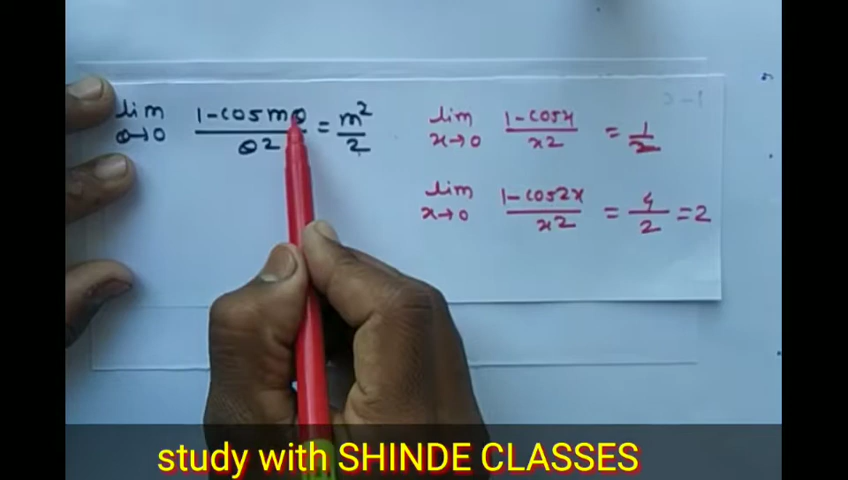 lim θ→0 1-cosmθ / θ2 = m² / 2
lim x→0 1-cosx / x2 = 1 / 2
lim x→0 1-cos2x / x2 = 4 / 2 = 2
study with SHINDE CLASSES